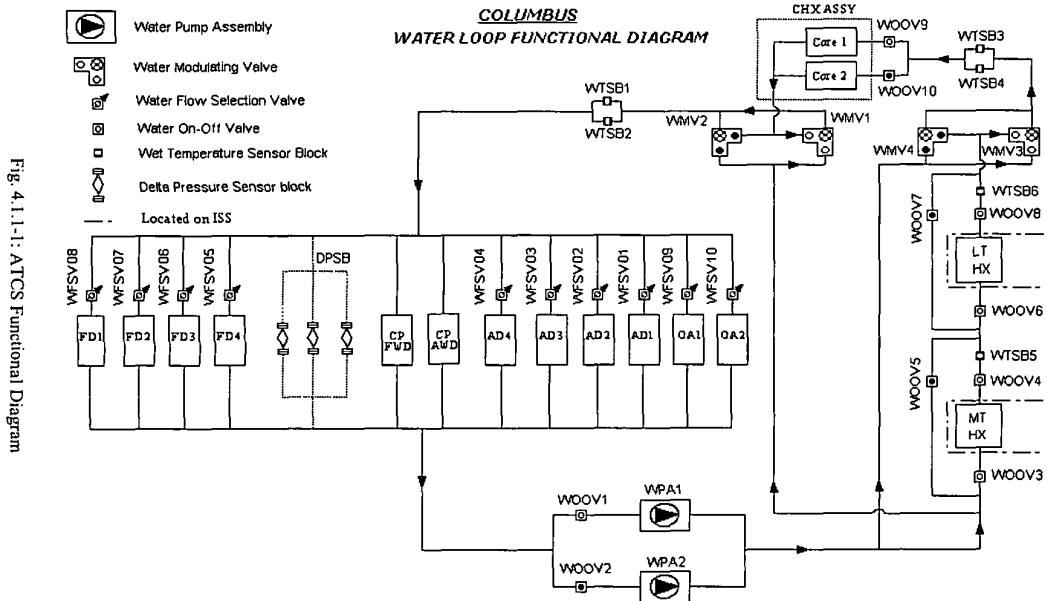 COLUMBUS
WATER LOOP FUNCTIONAL DIAGRAM
Water Pump Assembly
Water Modulating Valve
Water Flow Selection Valve
Water On-Off Valve
Wet Temperature Sensor Block
Delta Pressure Sensor block
Located on ISS
CHX ASSY
Core 1
Core 2
WOOV9
WOOV10
WTSB3
WTSB4
WTSB1
WTSB2
WMV2
WMV1
WMV4
WMV3
WTSB6
WOOV8
WOOV7
LT
HX
WOOV6
WTSB5
WOOV4
WOOV5
MT
HX
WOOV3
WFSV08
WFSV07
WFSV06
WFSV05
DPSB
WFSV04
WFSV03
WFSV02
WFSV01
WFSV09
WFSV10
FD1
FD2
FD3
FD4
CP
FWD
CP
AWD
AD4
AD3
AD2
AD1
OA1
OA2
WOOV1
WPA1
WOOV2
WPA2
Fig. 4.1.1-1: ATCS Functional Diagram